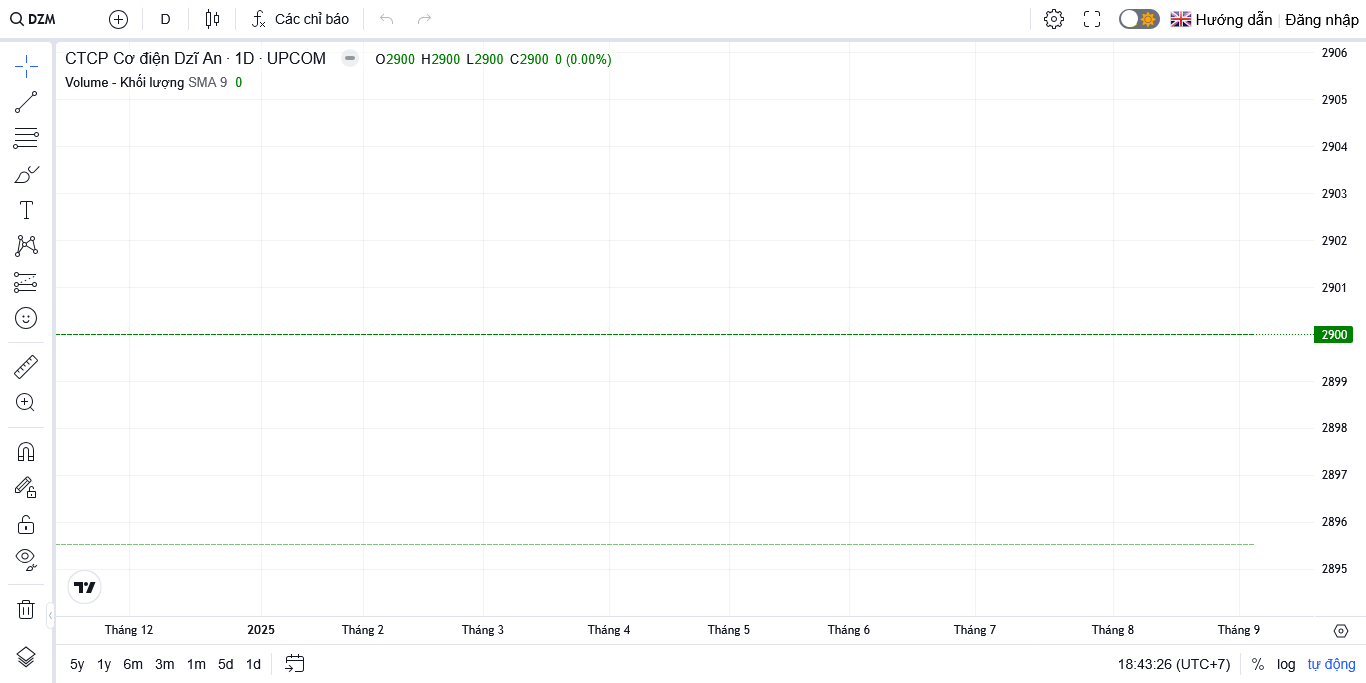 DZM D Các chỉ báo Hướng dẫn Đăng nhập
CTCP Cơ điện Dzĩ An · 1D · UPCOM O2900 H2900 L2900 C2900 0 (0.00%)
Volume - Khối lượng SMA 9 0
2906
2905
2904
2903
2902
2901
2900
2899
2898
2897
2896
2895
Tháng 12 2025 Tháng 2 Tháng 3 Tháng 4 Tháng 5 Tháng 6 Tháng 7 Tháng 8 Tháng 9
5y 1y 6m 3m 1m 5d 1d 18:43:26 (UTC+7) % log tự động